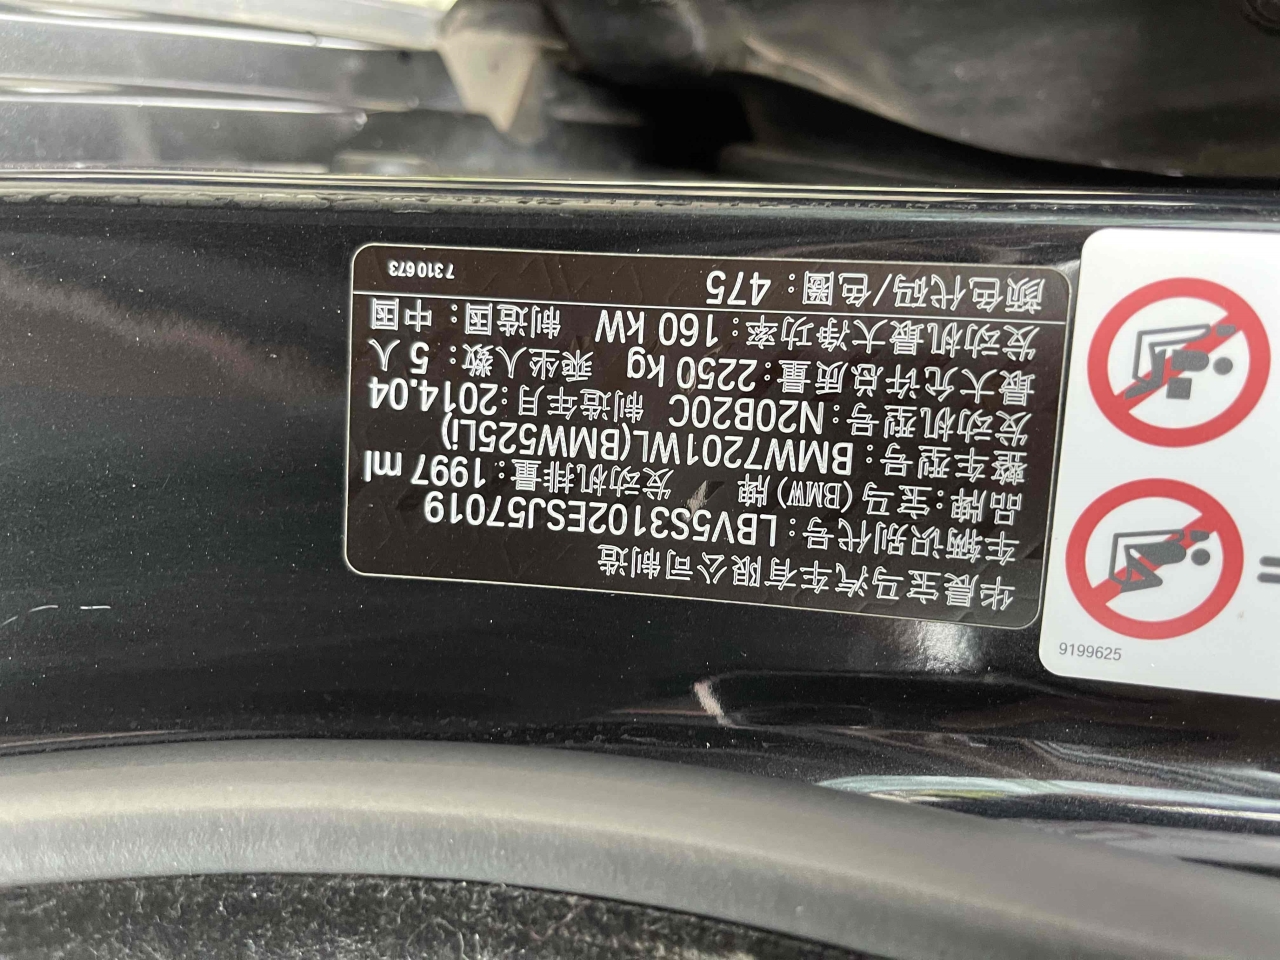 华晨宝马汽车有限公司制造
车辆识别代号：LBV5S3102ESJ57019
品牌：宝马(BMW)牌 发动机排量：1997 ml
整车型号：BMW7201WL(BMW525Li)
发动机型号：N20B20C 制造年月：2014.04
最大允许总质量：2250 kg 乘坐人数：5 人
发动机最大净功率：160 kW 制造国：中国
颜色代码/色圈：475 7310673
9199625